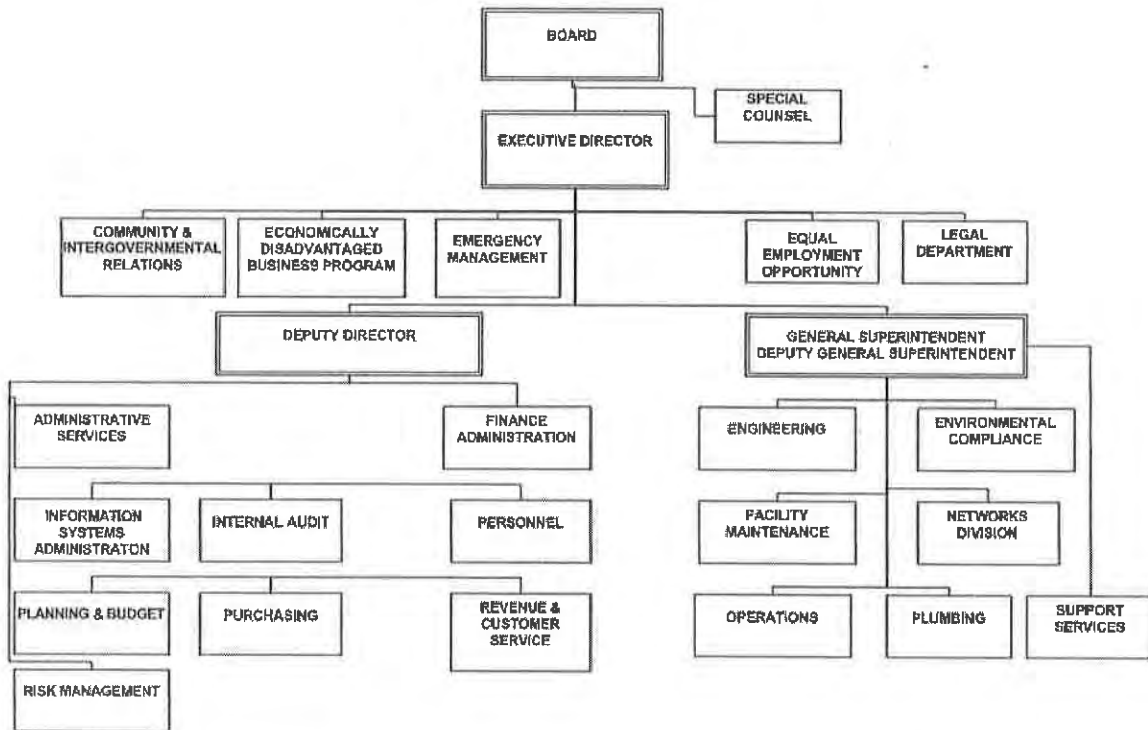 BOARD
SPECIAL
COUNSEL
EXECUTIVE DIRECTOR
COMMUNITY &
INTERGOVERNMENTAL
RELATIONS
ECONOMICALLY
DISADVANTAGED
BUSINESS PROGRAM
EMERGENCY
MANAGEMENT
EQUAL
EMPLOYMENT
OPPORTUNITY
LEGAL
DEPARTMENT
DEPUTY DIRECTOR
GENERAL SUPERINTENDENT
DEPUTY GENERAL SUPERINTENDENT
ADMINISTRATIVE
SERVICES
FINANCE
ADMINISTRATION
ENGINEERING
ENVIRONMENTAL
COMPLIANCE
INFORMATION
SYSTEMS
ADMINISTRATON
INTERNAL AUDIT
PERSONNEL
FACILITY
MAINTENANCE
NETWORKS
DIVISION
PLANNING & BUDGET
PURCHASING
REVENUE &
CUSTOMER
SERVICE
OPERATIONS
PLUMBING
SUPPORT
SERVICES
RISK MANAGEMENT